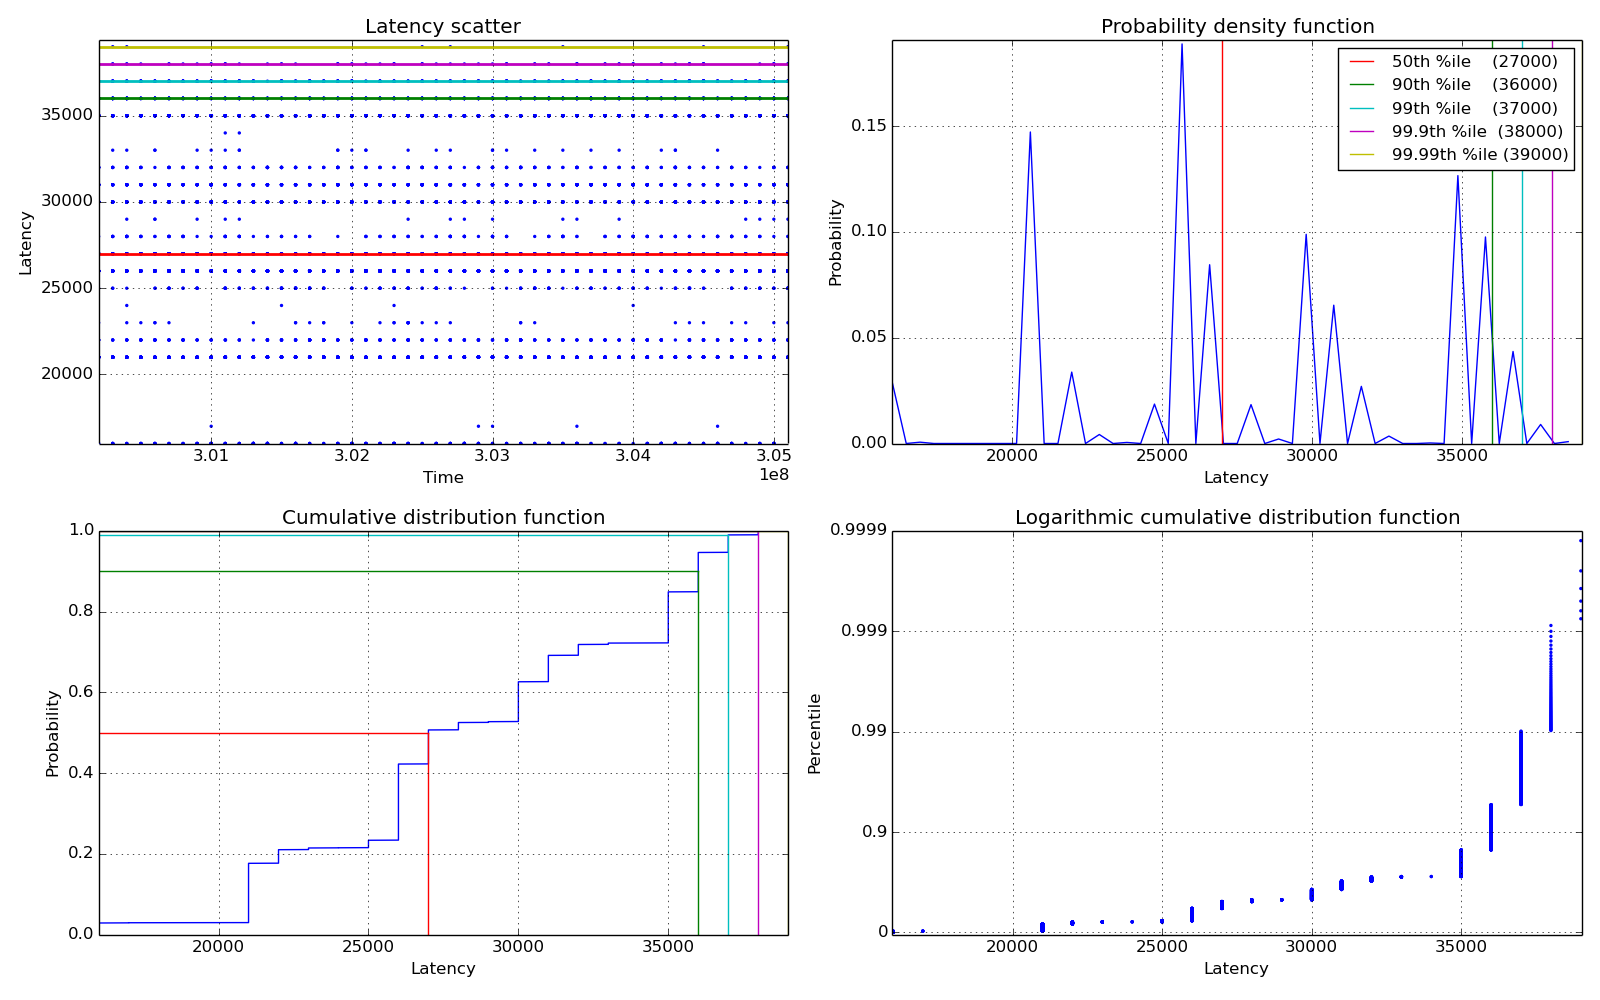 Latency scatter
35000
30000
25000
20000
Latency
3.01
3.02
3.03
3.04
3.05
1e8
Time
Probability density function
50th %ile (27000)
90th %ile (36000)
99th %ile (37000)
99.9th %ile (38000)
99.99th %ile (39000)
0.15
0.10
0.05
0.00
Probability
20000
25000
30000
35000
Latency
Cumulative distribution function
1.0
0.8
0.6
0.4
0.2
0.0
Probability
20000
25000
30000
35000
Latency
Logarithmic cumulative distribution function
0.9999
0.999
0.99
0.9
0
Percentile
20000
25000
30000
35000
Latency